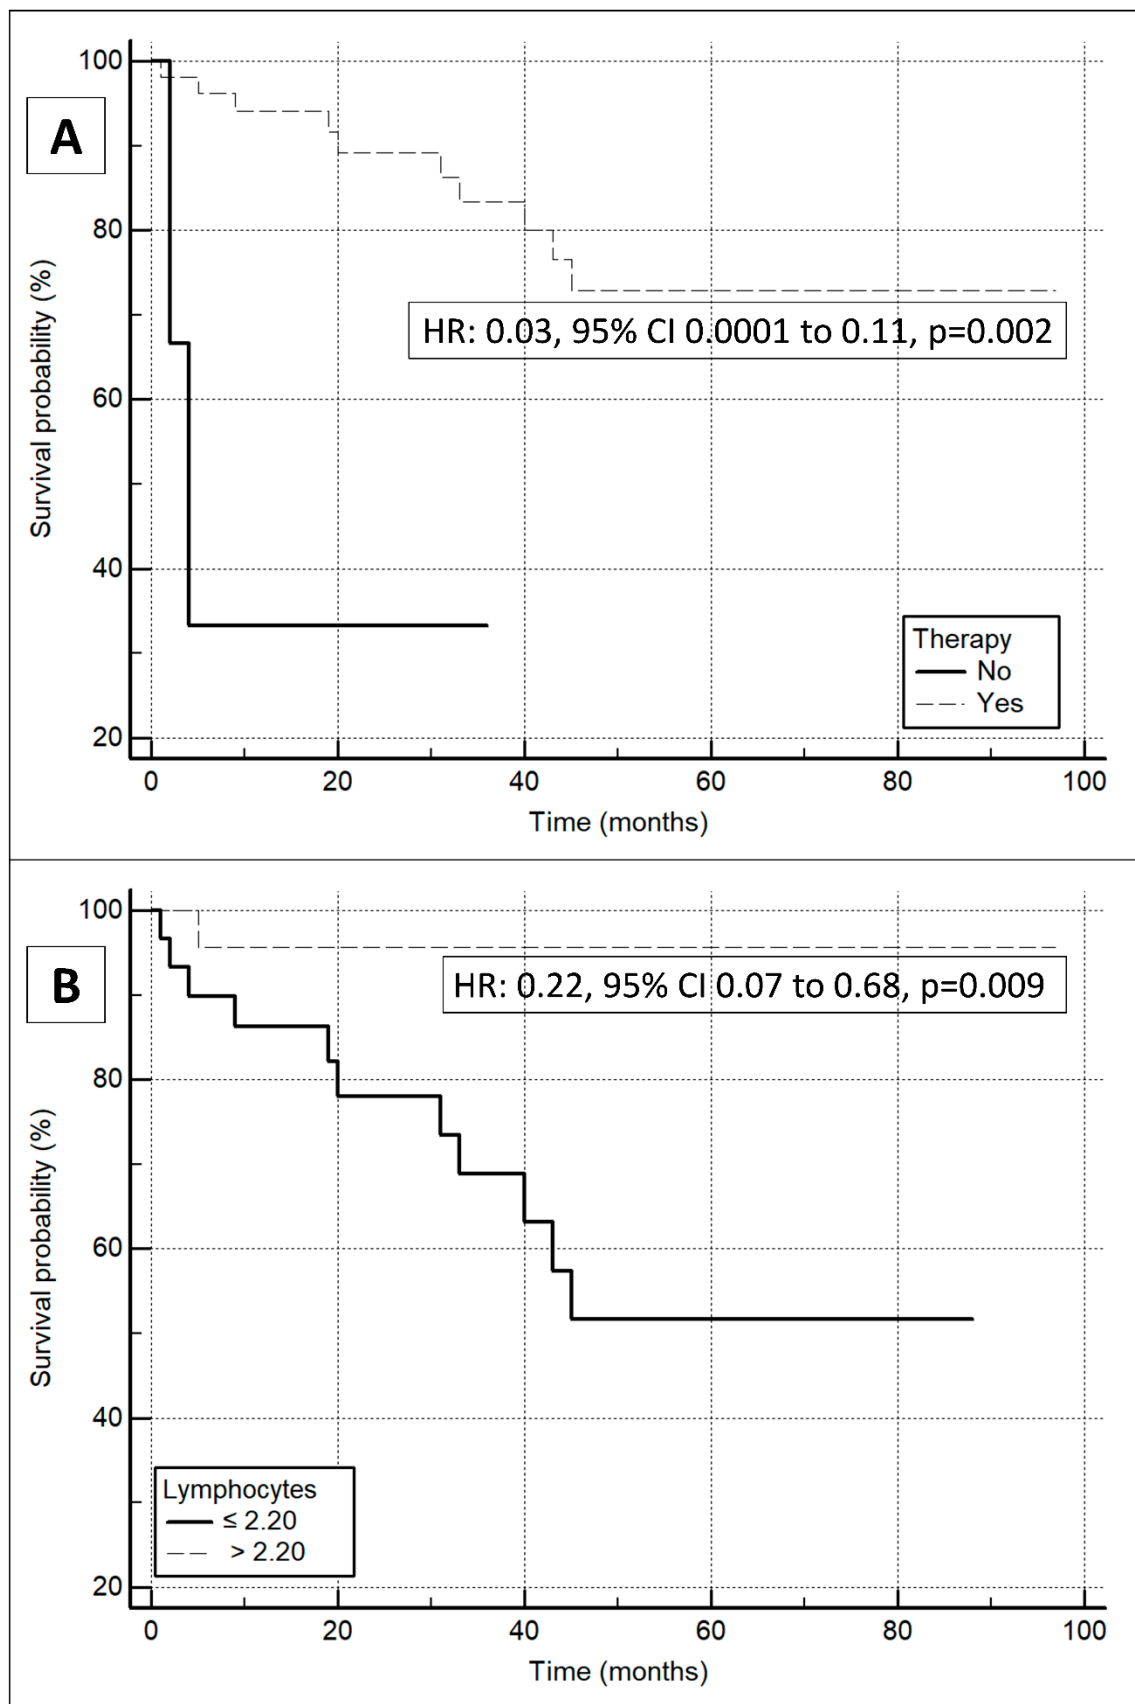 A
Survival probability (%)
100
80
60
40
20
HR: 0.03, 95% CI 0.0001 to 0.11, p=0.002
Therapy
No
Yes
0 20 40 60 80 100
Time (months)
B
Survival probability (%)
100
80
60
40
20
HR: 0.22, 95% CI 0.07 to 0.68, p=0.009
Lymphocytes
≤ 2.20
> 2.20
0 20 40 60 80 100
Time (months)